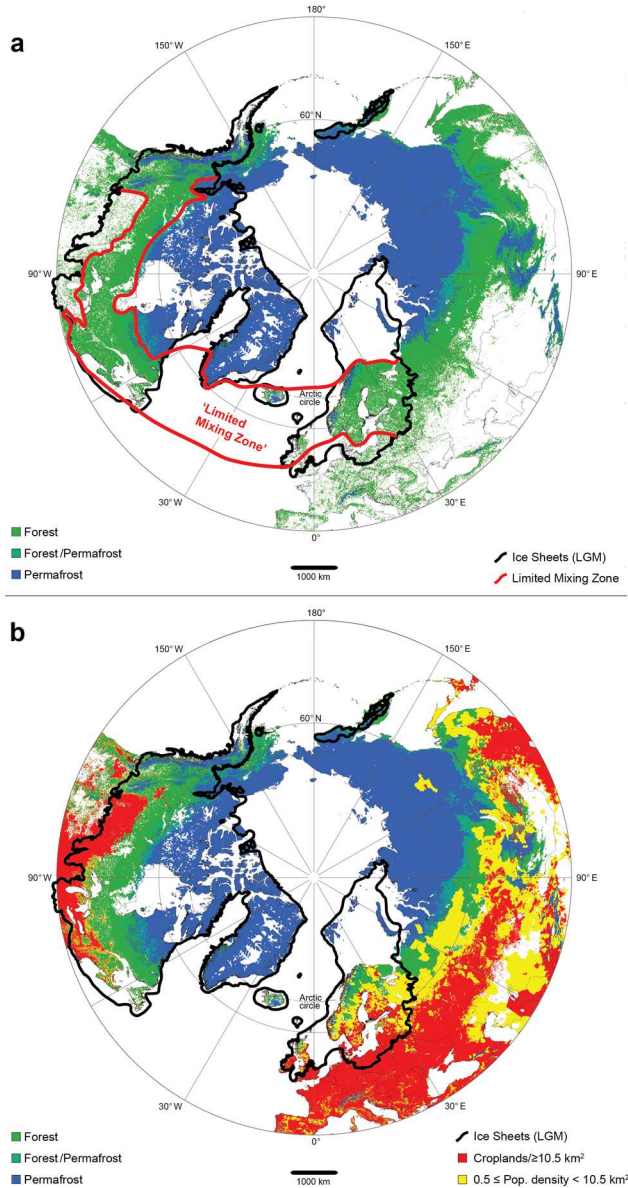 a
180°
150° W
150° E
60° N
90° W
90° E
Arctic
circle
'Limited
Mixing Zone'
30° W
30° E
0°
Forest
Forest/Permafrost
Permafrost
1000 km
Ice Sheets (LGM)
Limited Mixing Zone
b
180°
150° W
150° E
60° N
90° W
90° E
Arctic
circle
30° W
30° E
0°
Forest
Forest/Permafrost
Permafrost
1000 km
Ice Sheets (LGM)
Croplands/≥10.5 km²
0.5 ≤ Pop. density < 10.5 km²